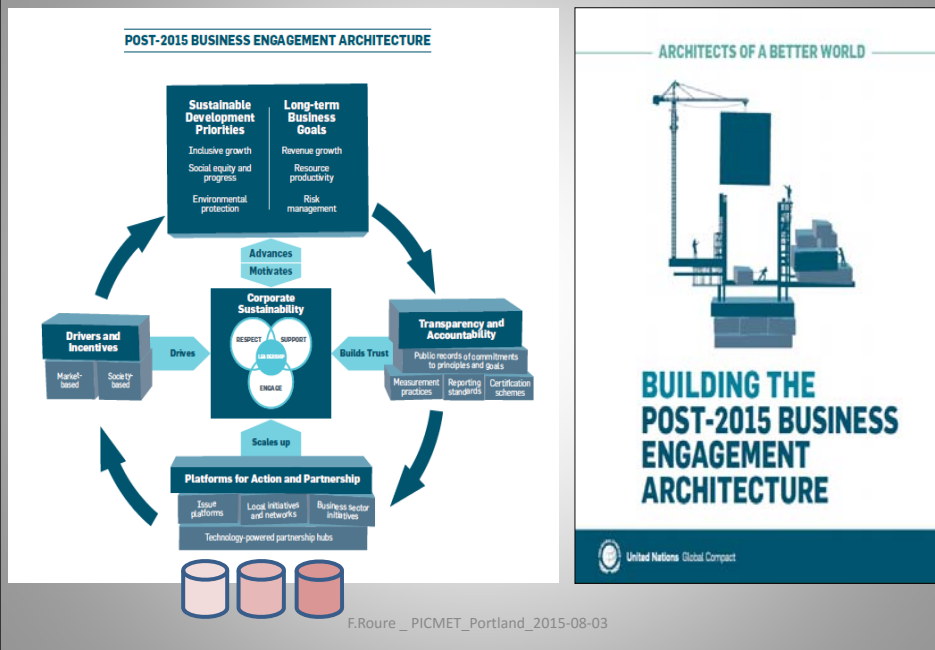 POST-2015 BUSINESS ENGAGEMENT ARCHITECTURE
Sustainable
Development
Priorities
Inclusive growth
Social equity and
progress
Environmental
protection
Long-term
Business
Goals
Revenue growth
Resource
productivity
Risk
management
Advances
Motivates
Corporate
Sustainability
RESPECT
SUPPORT
LEADERSHIP
ENGAGE
Drivers and
Incentives
Market-
based
Society-
based
Drives
Builds Trust
Transparency and
Accountability
Public records of commitments
to principles and goals
Measurement
practices
Reporting
standards
Certification
schemes
Scales up
Platforms for Action and Partnership
Issue
platforms
Local initiatives
and networks
Business sector
initiatives
Technology-powered partnership hubs
ARCHITECTS OF A BETTER WORLD
BUILDING THE
POST-2015 BUSINESS
ENGAGEMENT
ARCHITECTURE
United Nations Global Compact
F.Roure _ PICMET_Portland_2015-08-03